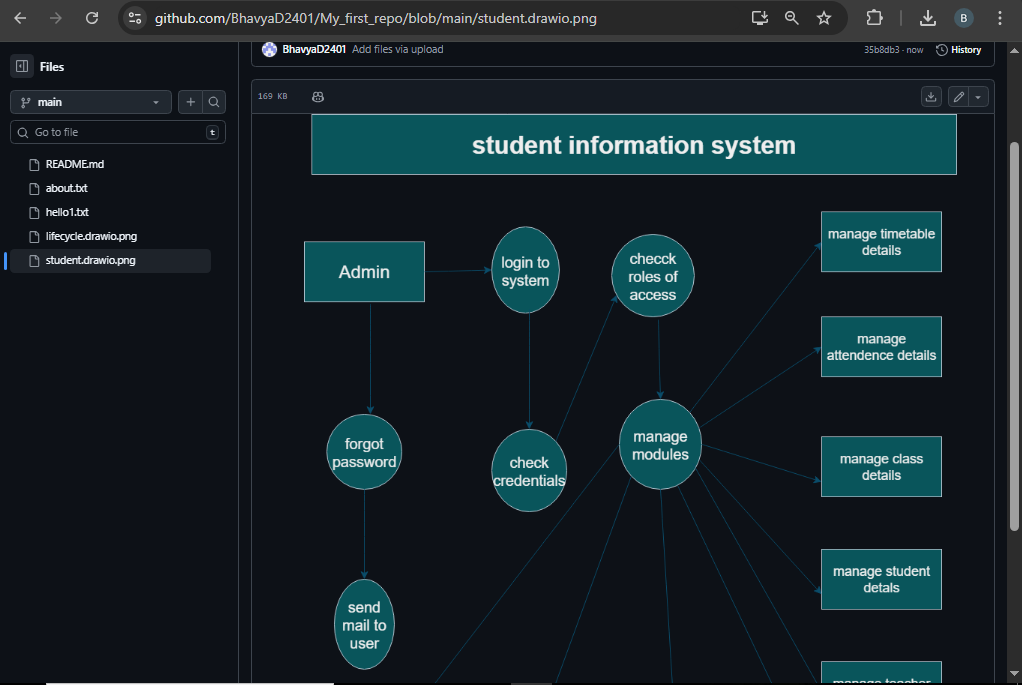 github.com/BhavyaD2401/My_first_repo/blob/main/student.drawio.png
B
Files
main
Go to file
t
README.md
about.txt
hello1.txt
lifecycle.drawio.png
student.drawio.png
BhavyaD2401 Add files via upload
35b8db3 · now
History
169 KB
student information system
Admin
login to
system
checck
roles of
access
manage timetable
details
manage
attendence details
forgot
password
check
credentials
manage
modules
manage class
details
manage student
detals
send
mail to
user
manage teacher